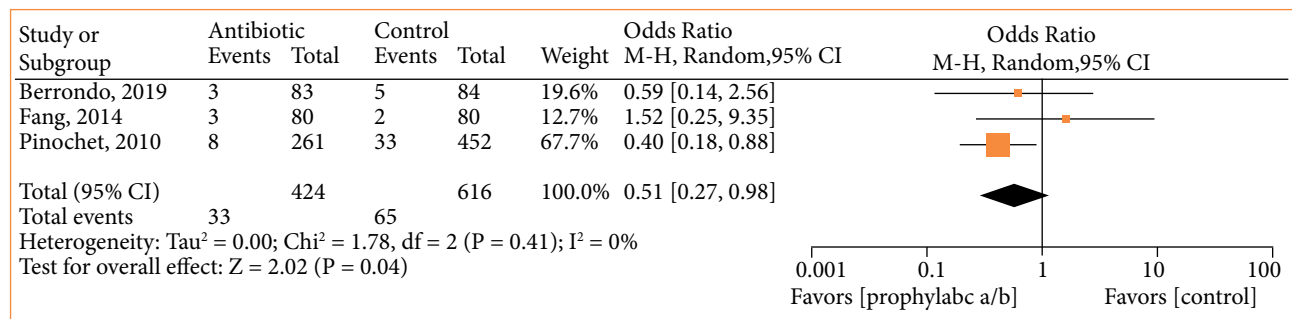 Study or Subgroup Antibiotic Events Total Control Events Total Weight Odds Ratio M-H, Random,95% CI Odds Ratio M-H, Random,95% CI
Berrondo, 2019 3 83 5 84 19.6% 0.59 [0.14, 2.56]
Fang, 2014 3 80 2 80 12.7% 1.52 [0.25, 9.35]
Pinochet, 2010 8 261 33 452 67.7% 0.40 [0.18, 0.88]
Total (95% CI) 424 616 100.0% 0.51 [0.27, 0.98]
Total events 33 65
Heterogeneity: Tau² = 0.00; Chi² = 1.78, df = 2 (P = 0.41); I² = 0%
Test for overall effect: Z = 2.02 (P = 0.04)
0.001 0.1 1 10 100
Favors [prophylabc a/b] Favors [control]